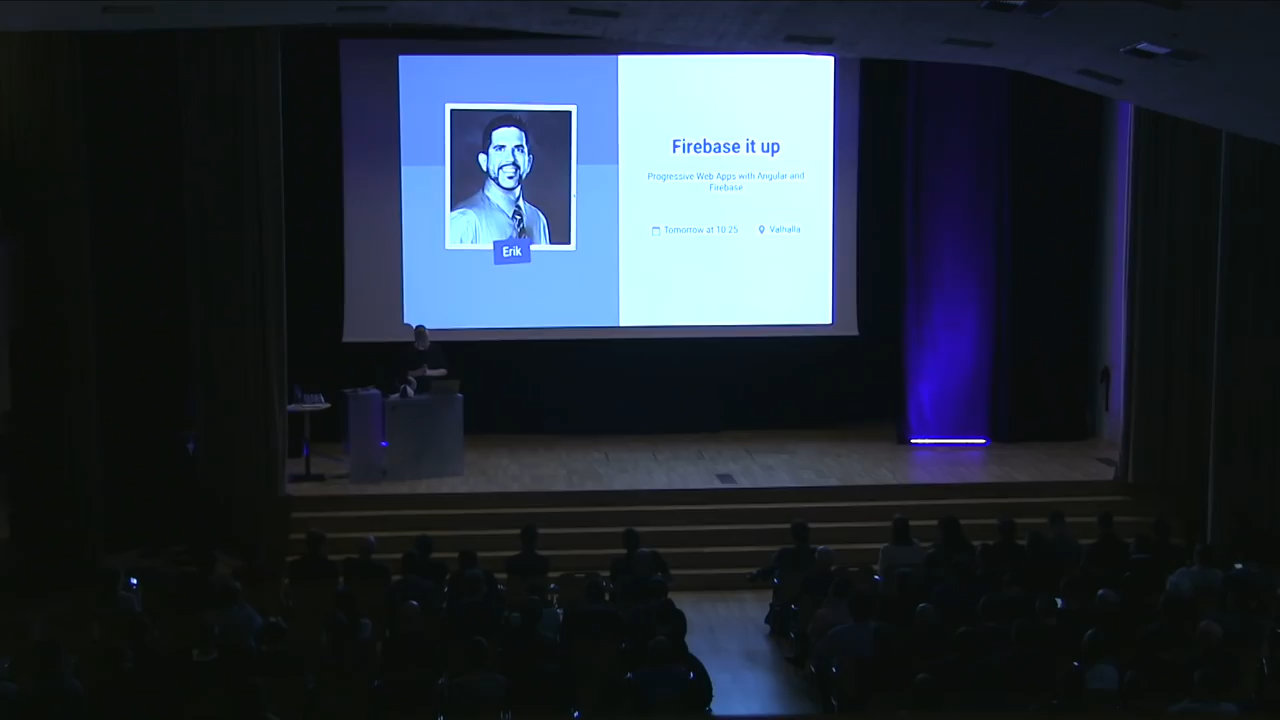 Erik
Firebase it up
Progressive Web Apps with Angular and
Firebase
Tomorrow at 10:25
Valhalla